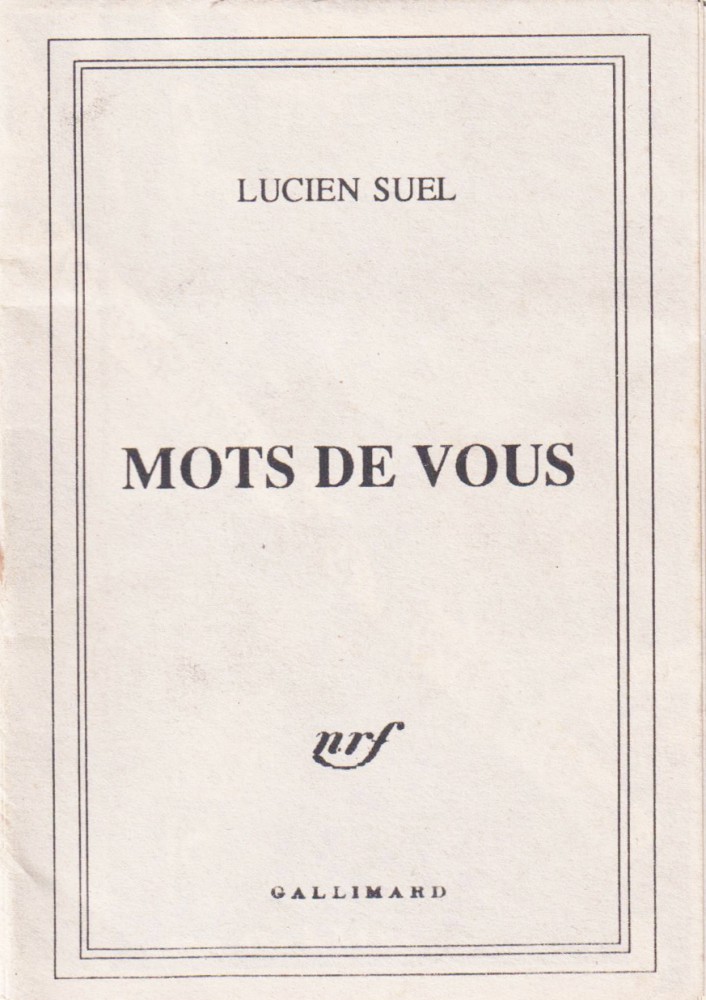 LUCIEN SUEL
MOTS DE VOUS
nrf
GALLIMARD